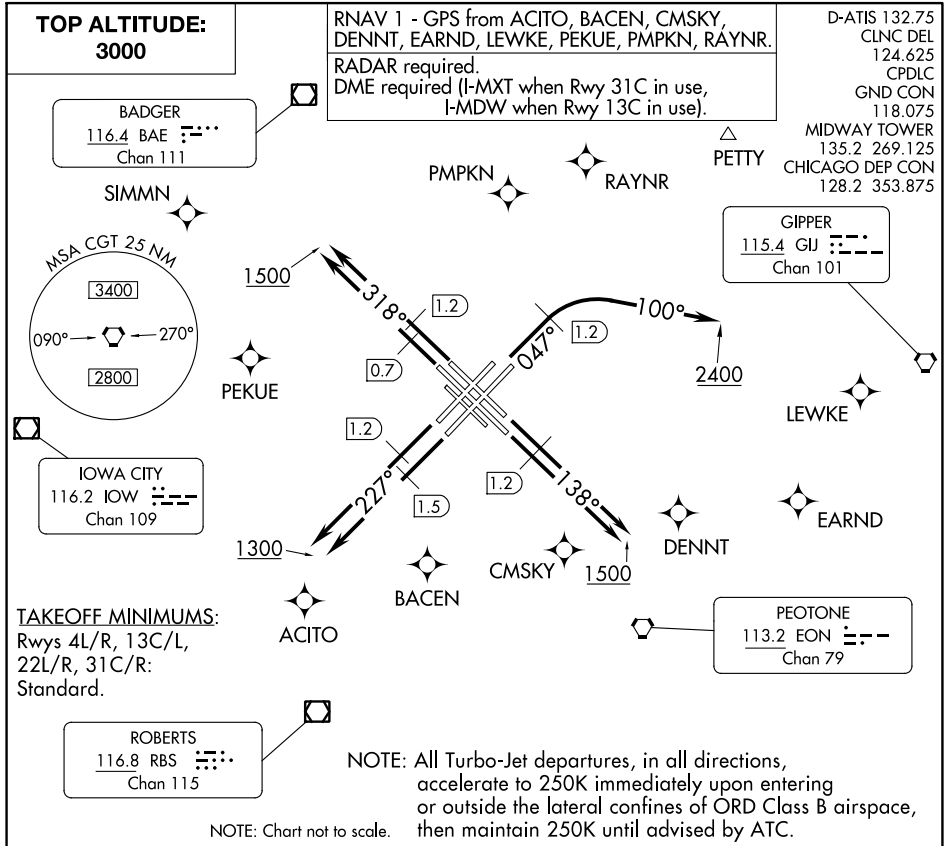 TOP ALTITUDE:
3000
RNAV 1 - GPS from ACITO, BACEN, CMSKY,
DENNT, EARND, LEWKE, PEKUE, PMPKN, RAYNR.
RADAR required.
DME required (I-MXT when Rwy 31C in use,
I-MDW when Rwy 13C in use).
D-ATIS 132.75
CLNC DEL
124.625
CPDLC
GND CON
118.075
MIDWAY TOWER
135.2 269.125
CHICAGO DEP CON
128.2 353.875
BADGER
116.4 BAE
Chan 111
PETTY
RAYNR
PMPKN
SIMMN
GIPPER
115.4 GIJ
Chan 101
MSA CGT 25 NM
3400
090°
270°
2800
1500
318°
1.2
0.7
047°
1.2
100°
2400
PEKUE
LEWKE
IOWA CITY
116.2 IOW
Chan 109
1.2
227°
1.5
1.2
138°
1300
1500
EARND
DENNT
CMSKY
BACEN
ACITO
TAKEOFF MINIMUMS:
Rwys 4L/R, 13C/L,
22L/R, 31C/R:
Standard.
PEOTONE
113.2 EON
Chan 79
ROBERTS
116.8 RBS
Chan 115
NOTE: All Turbo-Jet departures, in all directions,
accelerate to 250K immediately upon entering
or outside the lateral confines of ORD Class B airspace,
then maintain 250K until advised by ATC.
NOTE: Chart not to scale.